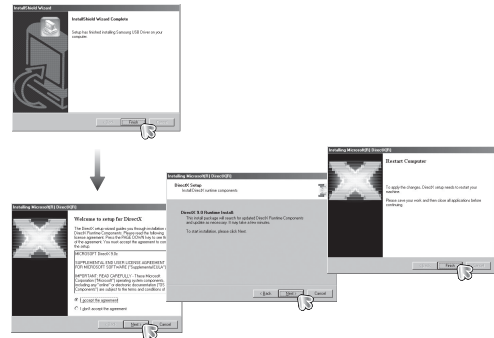 InstallShield Wizard
InstallShield Wizard Complete
Setup has finished installing Samsung USB Driver on your
computer.
Finish
Installing Microsoft(R) DirectX(R)
Welcome to setup for DirectX
The DirectX setup wizard guides you through installation
DirectX Runtime Components. Please read the following
license agreement. Press the PAGE DOWN key to see the
of the agreement. You must accept the agreement to con
the setup.
MICROSOFT DirectX 9.0c
SUPPLEMENTAL END USER LICENSE AGREEMENT
FOR MICROSOFT SOFTWARE ("Supplemental EULA")
IMPORTANT: READ CAREFULLY - These Microsoft
Corporation ("Microsoft") operating system components,
including any "online" or electronic documentation ("OS
Components") are subject to the terms and conditions of
I accept the agreement
I don't accept the agreement
Next >
Cancel
Installing Microsoft(R) DirectX(R)
DirectX Setup
Install DirectX runtime components
DirectX 9.0 Runtime Install:
This install package will search for updated DirectX Runtime Components
and update as necessary. It may take a few minutes.
To start installation, please click Next.
< Back
Next >
Cancel
Installing Microsoft(R) DirectX(R)
Restart Computer
To apply the changes, DirectX setup needs to restart your
machine.
Please save your work, and then close all applications before
continuing.
Finish